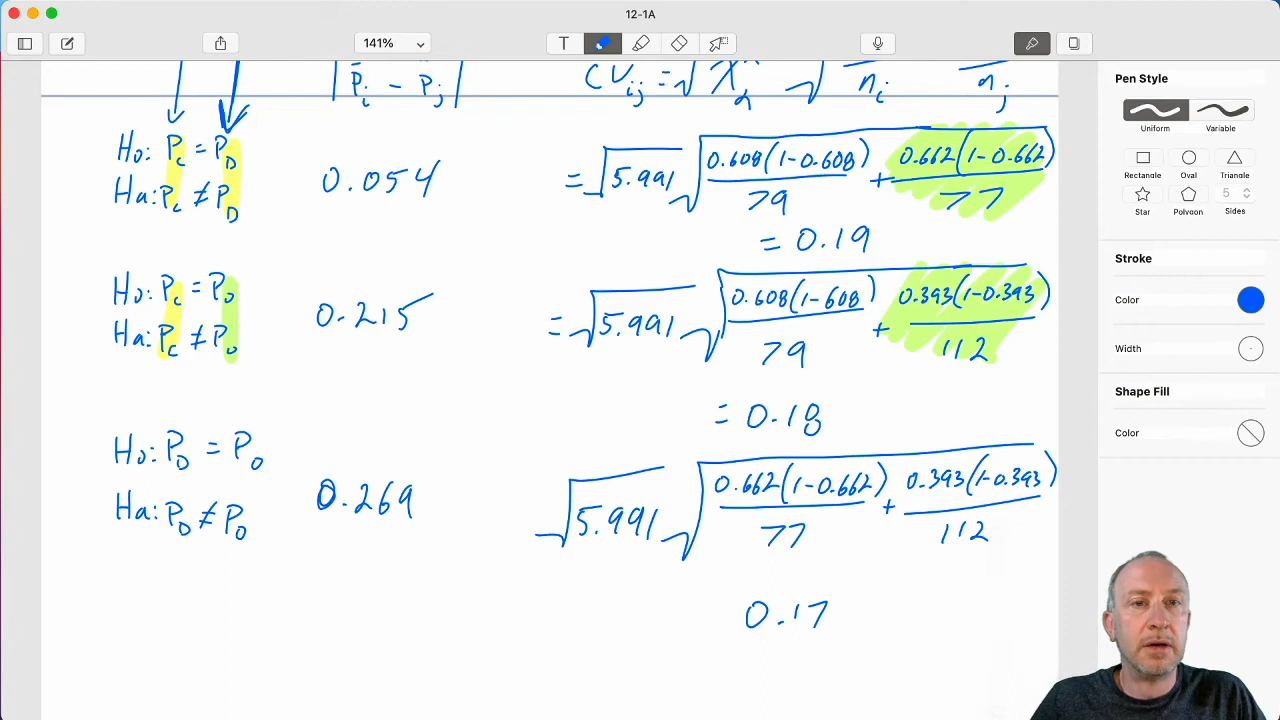 12-1A
141%
T
| P̄i - P̄j |
CVij = √χ²α √ ni nj
Ho: Pc = PD
Ha: Pc ≠ PD
0.054
= √5.991 √ 0.608(1-0.608) / 79 + 0.662(1-0.662) / 77
= 0.19
Ho: Pc = Po
Ha: Pc ≠ Po
0.215
= √5.991 √ 0.608(1-608) / 79 + 0.393(1-0.393) / 112
= 0.18
Ho: PD = Po
Ha: PD ≠ Po
0.269
√5.991 √ 0.662(1-0.662) / 77 + 0.393(1-0.393) / 112
0.17
Pen Style
Uniform Variable
Rectangle Oval Triangle
5
Star Polygon Sides
Stroke
Color
Width
Shape Fill
Color